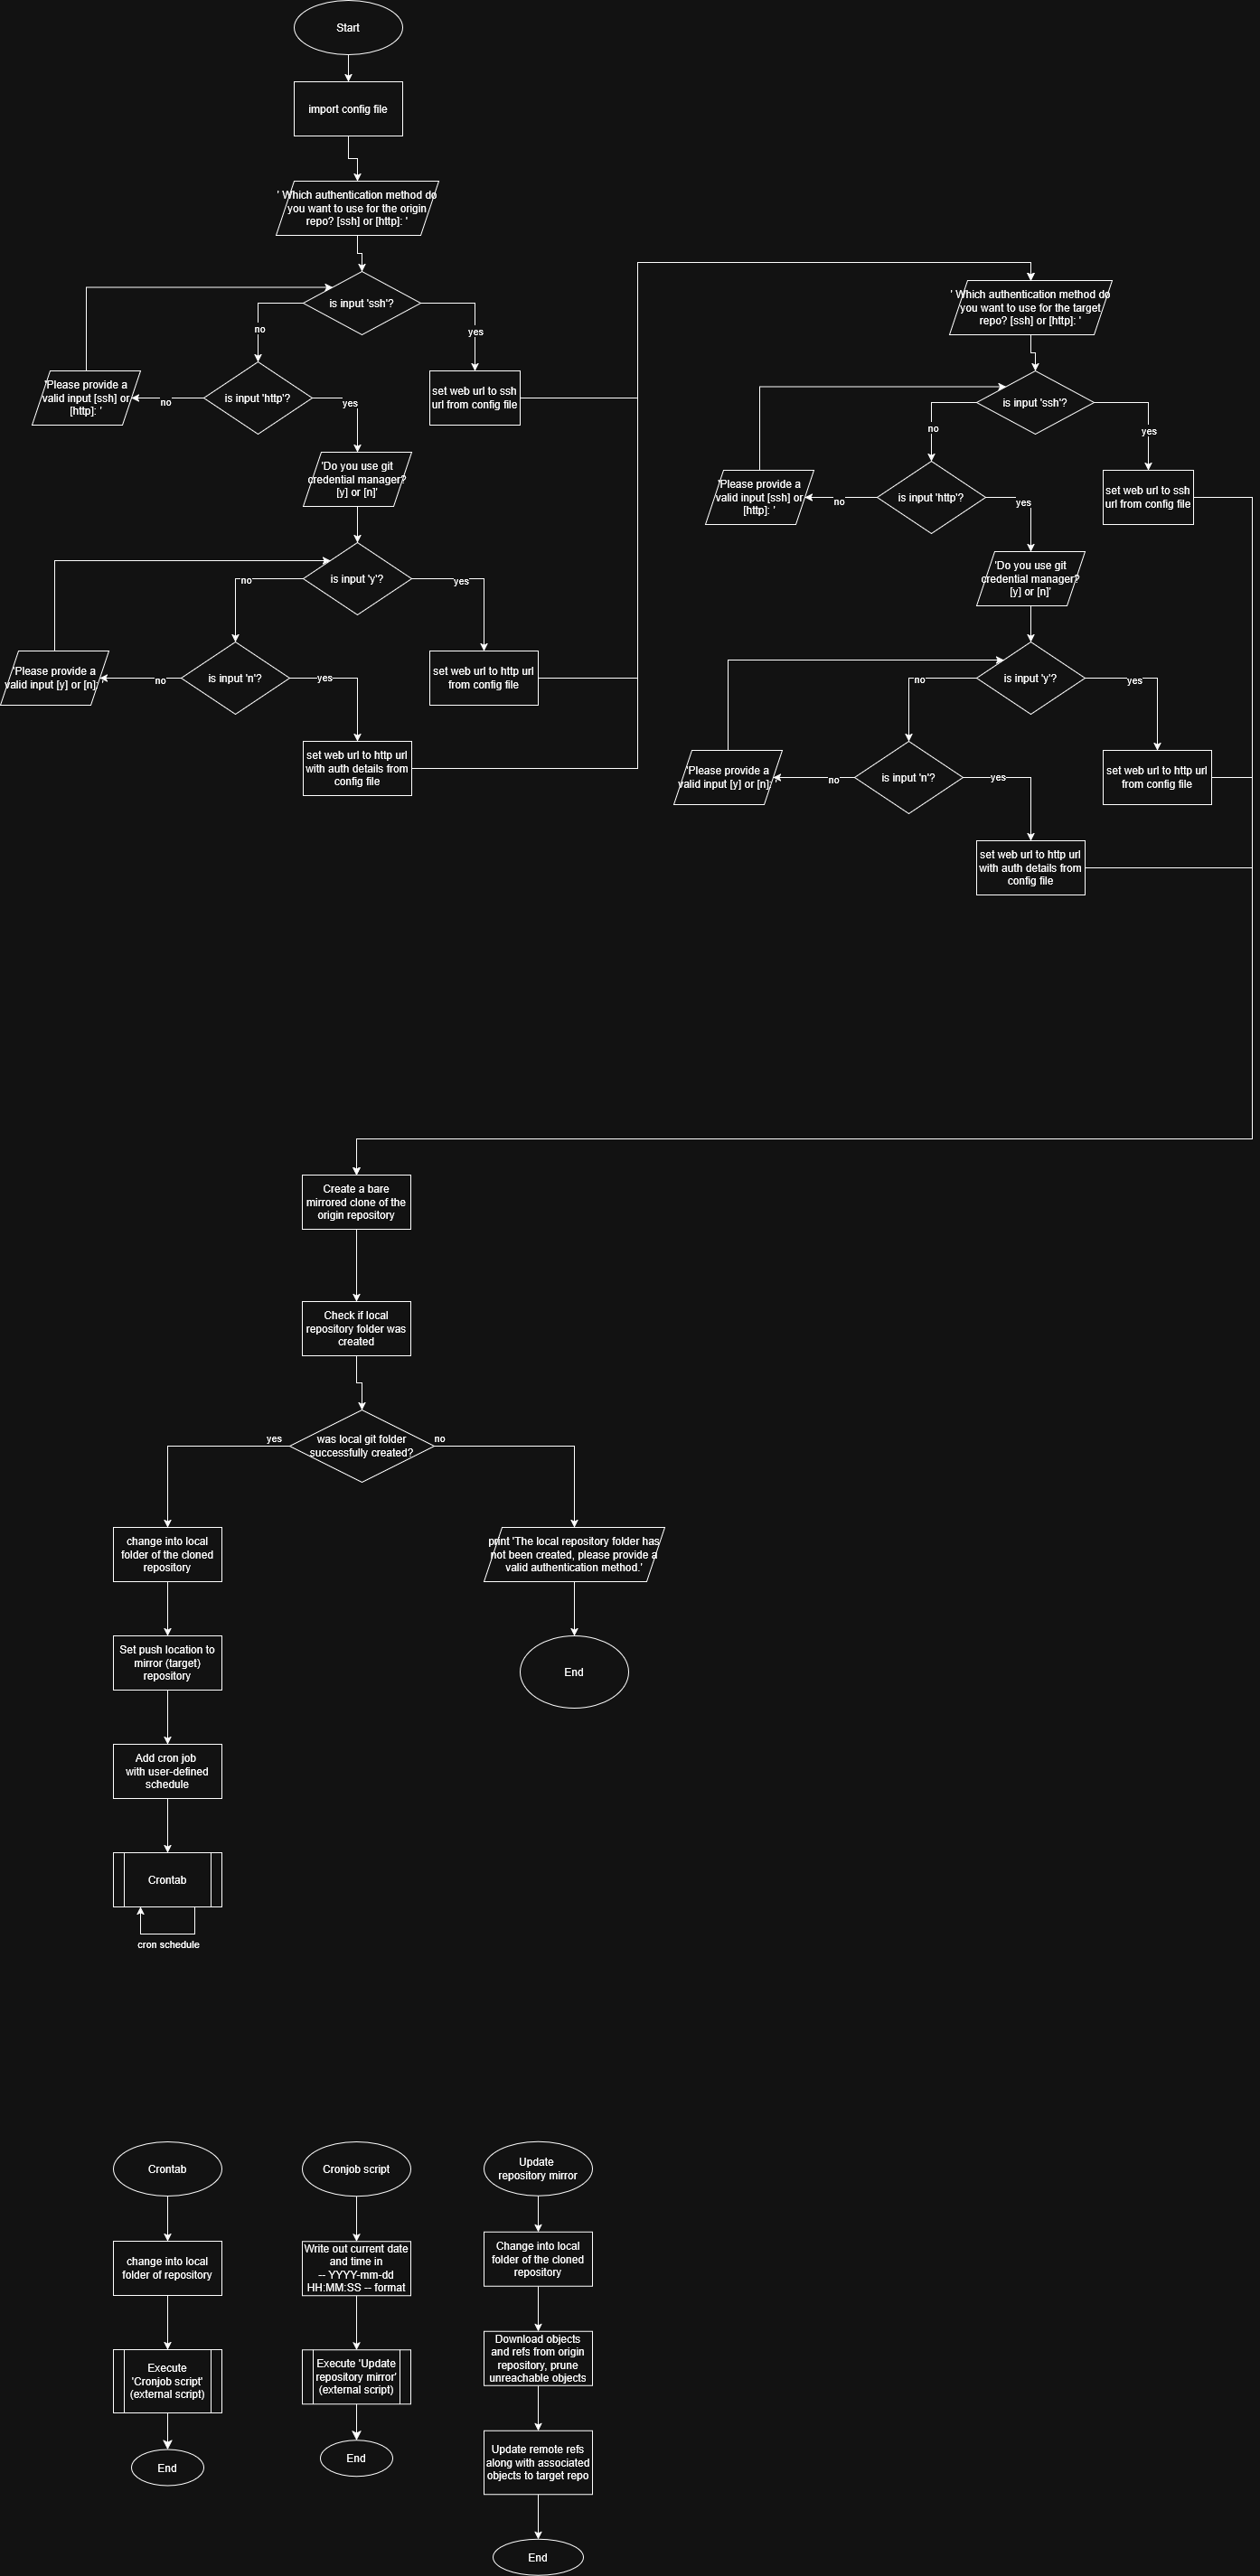 Start
import config file
' Which authentication method do
you want to use for the origin
repo? [ssh] or [http]: '
is input 'ssh'?
no
yes
'Please provide a
valid input [ssh] or
[http]: '
no
is input 'http'?
yes
set web url to ssh
url from config file
'Do you use git
credential manager?
[y] or [n]'
is input 'y'?
no
yes
'Please provide a
valid input [y] or [n]: '
no
is input 'n'?
yes
set web url to http url
from config file
set web url to http url
with auth details from
config file
' Which authentication method do
you want to use for the target
repo? [ssh] or [http]: '
is input 'ssh'?
no
yes
'Please provide a
valid input [ssh] or
[http]: '
no
is input 'http'?
yes
set web url to ssh
url from config file
'Do you use git
credential manager?
[y] or [n]'
is input 'y'?
no
yes
'Please provide a
valid input [y] or [n]: '
no
is input 'n'?
yes
set web url to http url
from config file
set web url to http url
with auth details from
config file
Create a bare
mirrored clone of the
origin repository
Check if local
repository folder was
created
yes
was local git folder
successfully created?
no
change into local
folder of the cloned
repository
print 'The local repository folder has
not been created, please provide a
valid authentication method.'
Set push location to
mirror (target)
repository
End
Add cron job
with user-defined
schedule
Crontab
cron schedule
Crontab
change into local
folder of repository
Execute
'Cronjob script'
(external script)
End
Cronjob script
Write out current date
and time in
-- YYYY-mm-dd
HH:MM:SS -- format
Execute 'Update
repository mirror'
(external script)
End
Update
repository mirror
Change into local
folder of the cloned
repository
Download objects
and refs from origin
repository, prune
unreachable objects
Update remote refs
along with associated
objects to target repo
End